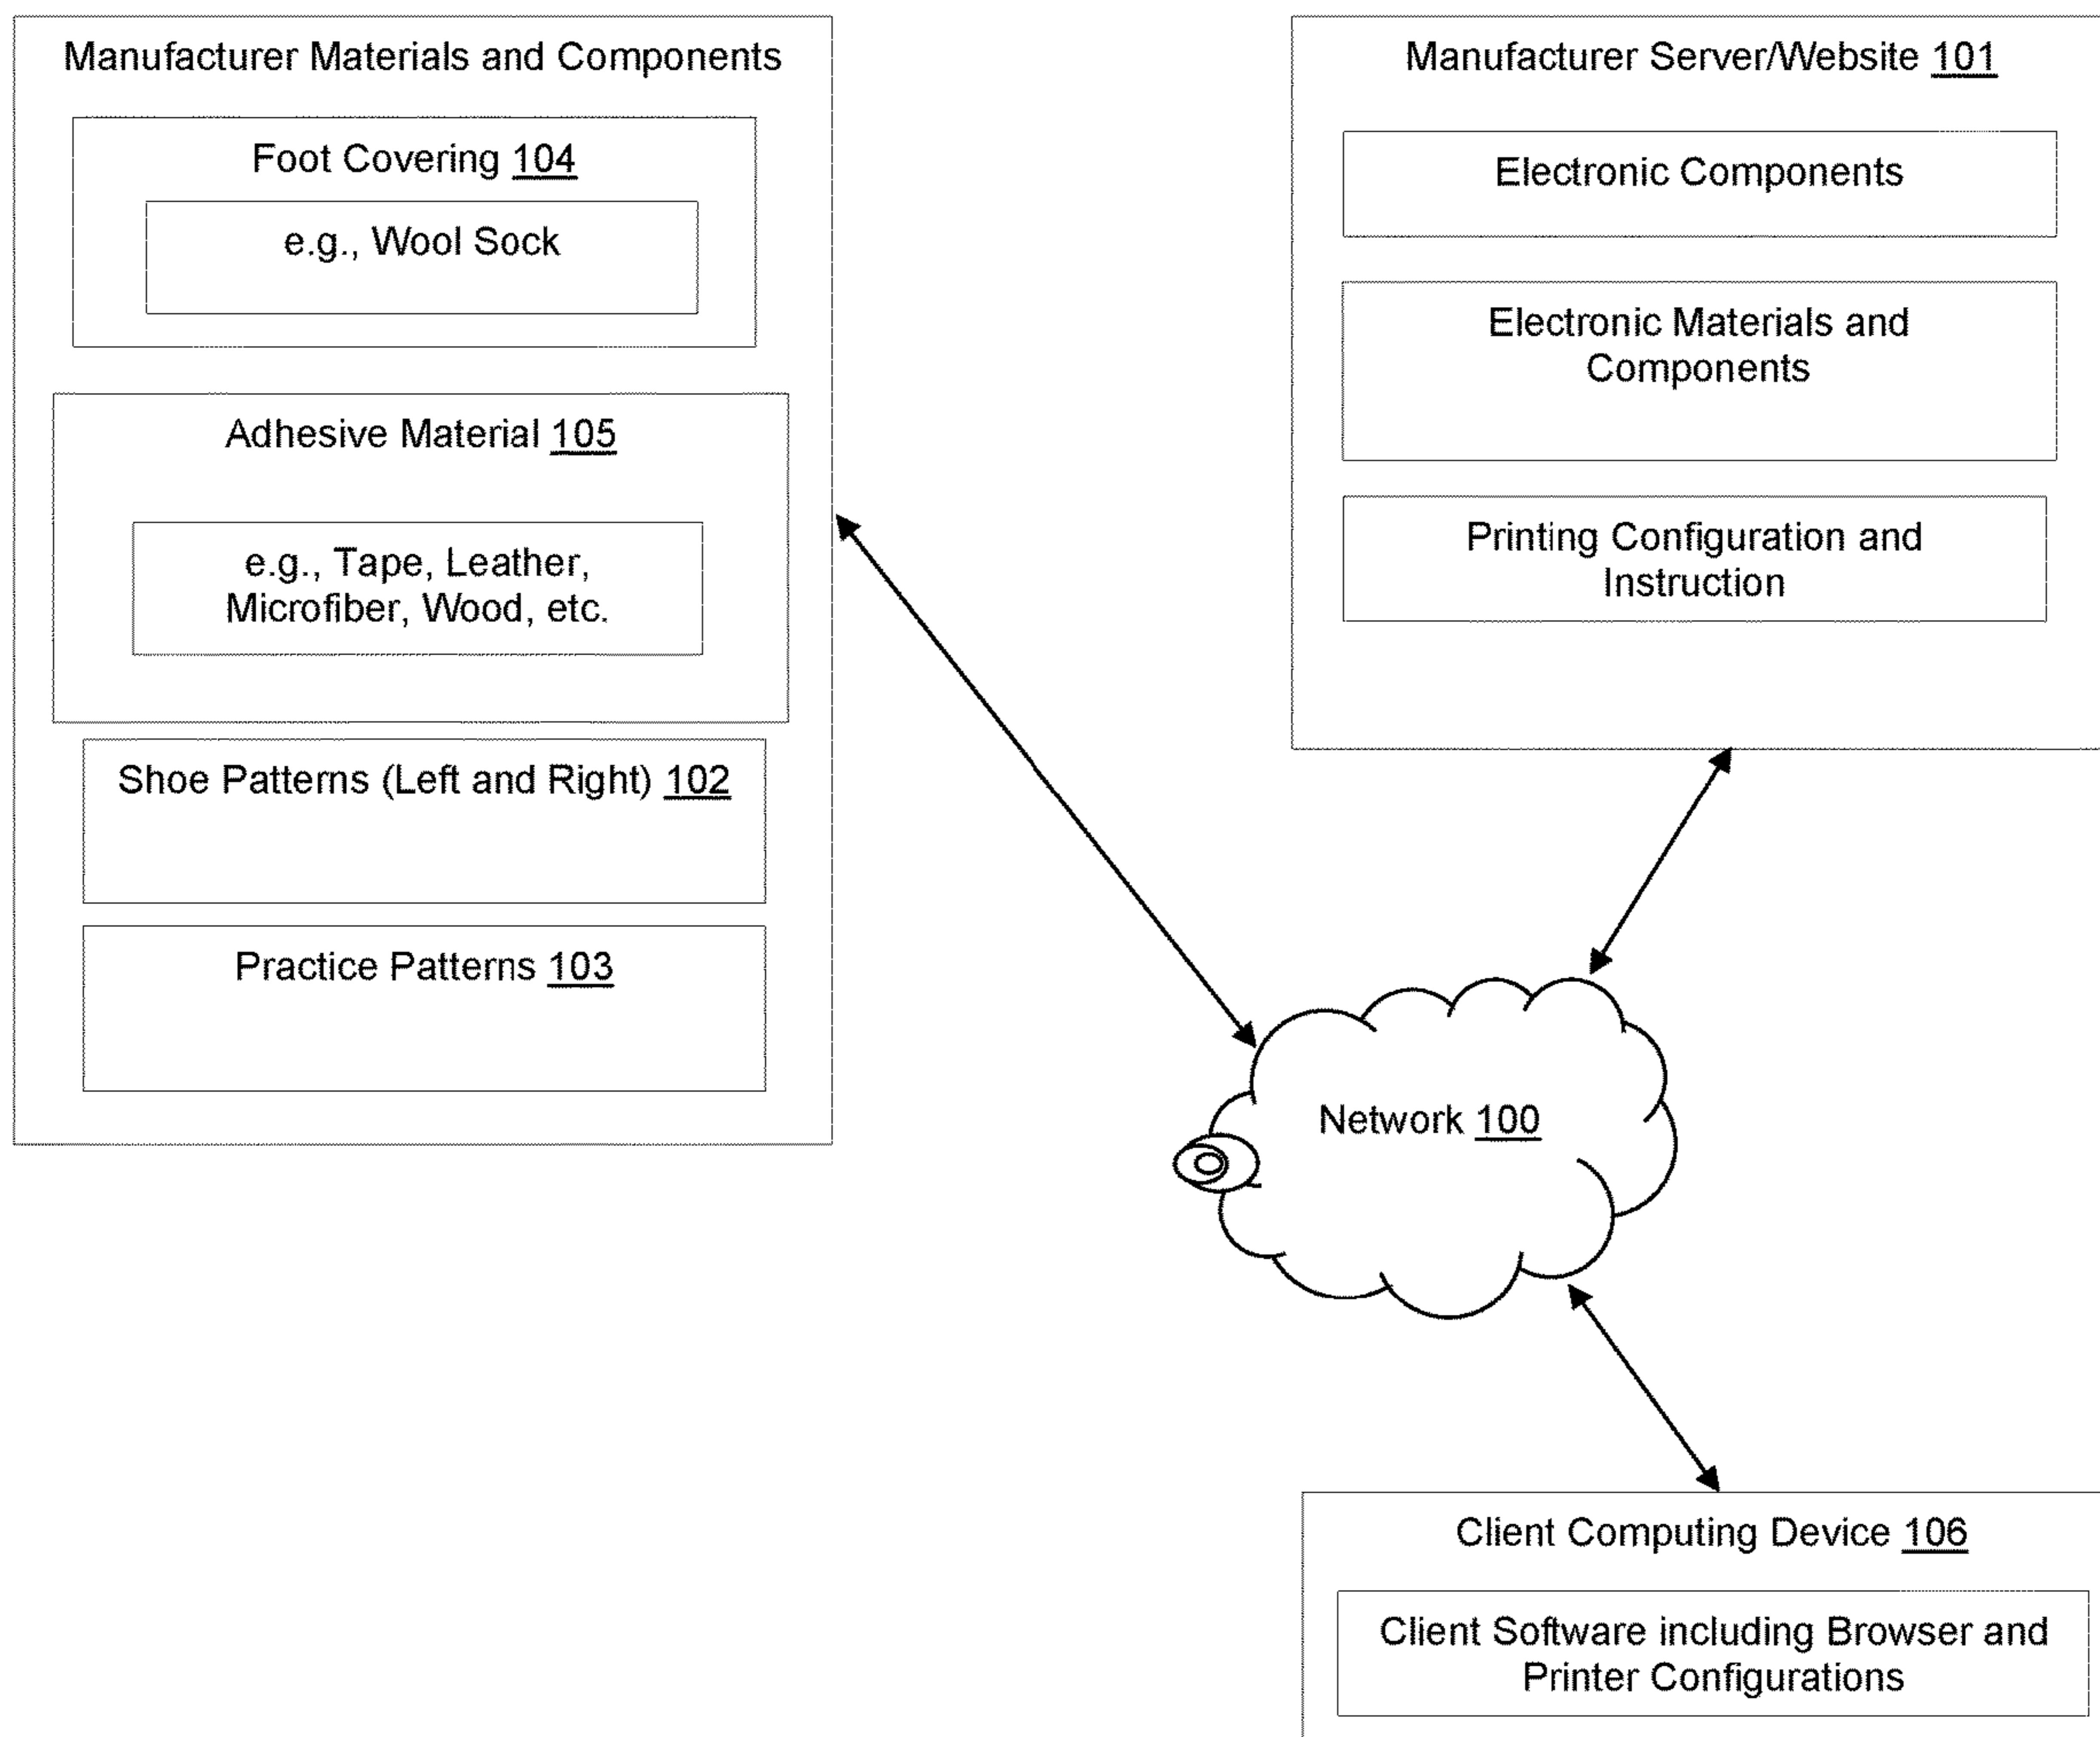 Manufacturer Materials and Components
Foot Covering 104
e.g., Wool Sock
Adhesive Material 105
e.g., Tape, Leather,
Microfiber, Wood, etc.
Shoe Patterns (Left and Right) 102
Practice Patterns 103
Manufacturer Server/Website 101
Electronic Components
Electronic Materials and
Components
Printing Configuration and
Instruction
Network 100
Client Computing Device 106
Client Software including Browser and
Printer Configurations